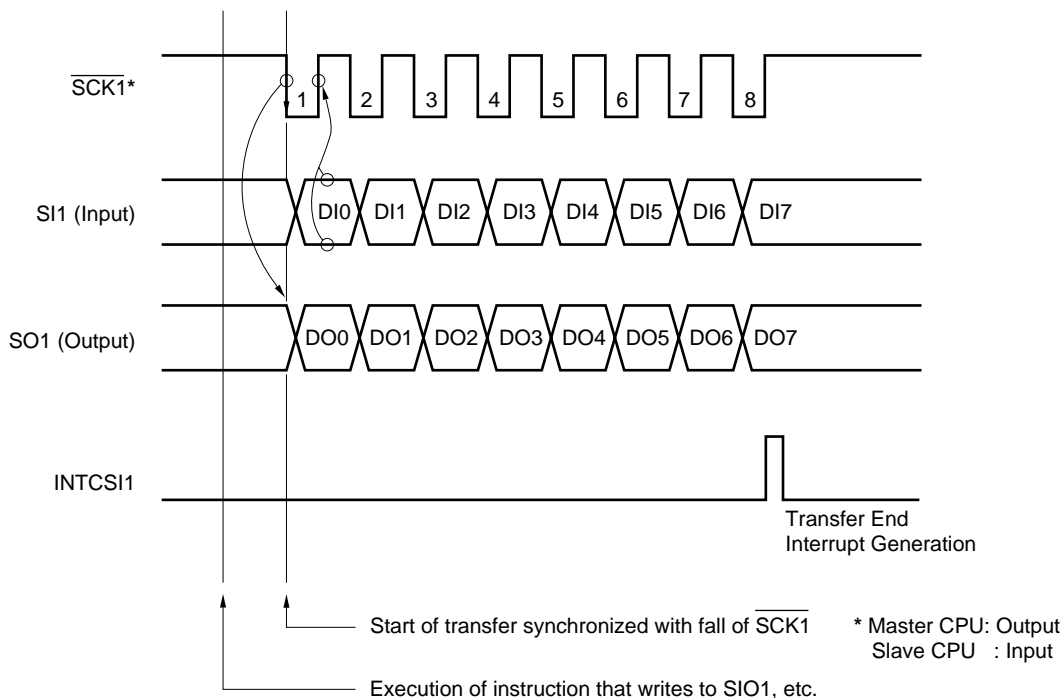 SCK1*
1 2 3 4 5 6 7 8
SI1 (Input)
DI0 DI1 DI2 DI3 DI4 DI5 DI6 DI7
SO1 (Output)
DO0 DO1 DO2 DO3 DO4 DO5 DO6 DO7
INTCSI1
Transfer End
Interrupt Generation
Start of transfer synchronized with fall of SCK1
* Master CPU: Output
Slave CPU : Input
Execution of instruction that writes to SIO1, etc.